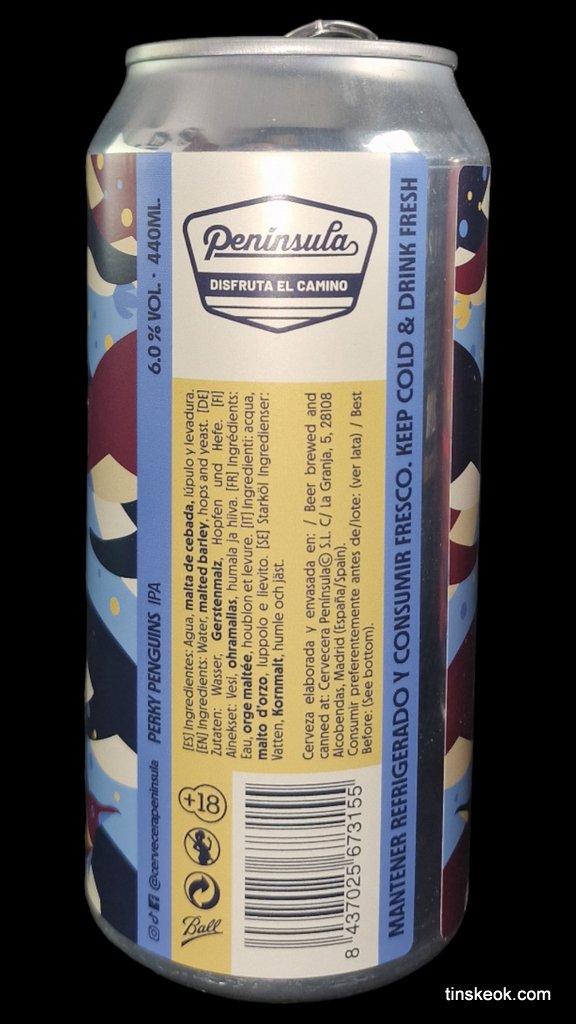 Península
DISFRUTA EL CAMINO
6.0 % VOL. · 440ML.
PERKY PENGUINS IPA
@cervecerapeninsula
[ES] Ingredientes: Agua, malta de cebada, lúpulo y levadura.
[EN] Ingredients: Water, malted barley, hops and yeast. [DE]
Zutaten: Wasser, Gerstenmalz, Hopfen und Hefe. [FI]
Ainekset: Vesi, ohramallas, humala ja hiiva. [FR] Ingrédients:
Eau, orge maltée, houblon et levure. [IT] Ingredienti: acqua,
malto d'orzo, luppolo e lievito. [SE] Starköl Ingredienser:
Vatten, Kornmalt, humle och jäst.
Cerveza elaborada y envasada en: / Beer brewed and
canned at: Cervecera Península© S.L. C/ La Granja, 5, 28108
Alcobendas, Madrid (España/Spain).
Consumir preferentemente antes de/lote: (ver lata) / Best
Before: (See bottom).
+18
Ball
8 437025 673155
MANTENER REFRIGERADO Y CONSUMIR FRESCO. KEEP COLD & DRINK FRESH
tinskeok.com